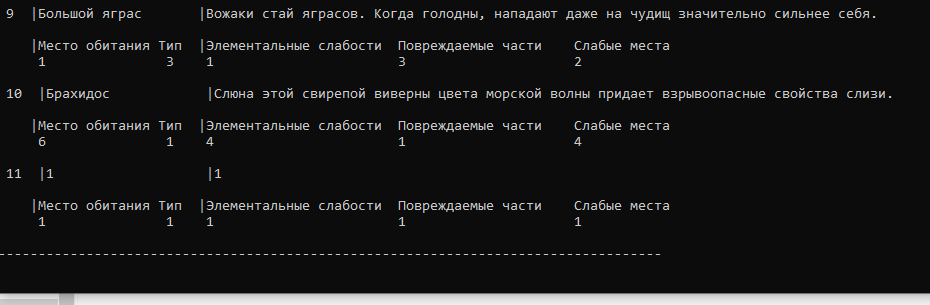 9 |Большой яграс |Вожаки стай яграсов. Когда голодны, нападают даже на чудищ значительно сильнее себя.
|Место обитания Тип |Элементальные слабости Повреждаемые части Слабые места
1 3 1 3 2
10 |Брахидос |Слюна этой свирепой виверны цвета морской волны придает взрывоопасные свойства слизи.
|Место обитания Тип |Элементальные слабости Повреждаемые части Слабые места
6 1 4 1 4
11 |1 |1
|Место обитания Тип |Элементальные слабости Повреждаемые части Слабые места
1 1 1 1 1
-----------------------------------------------------------------------------------